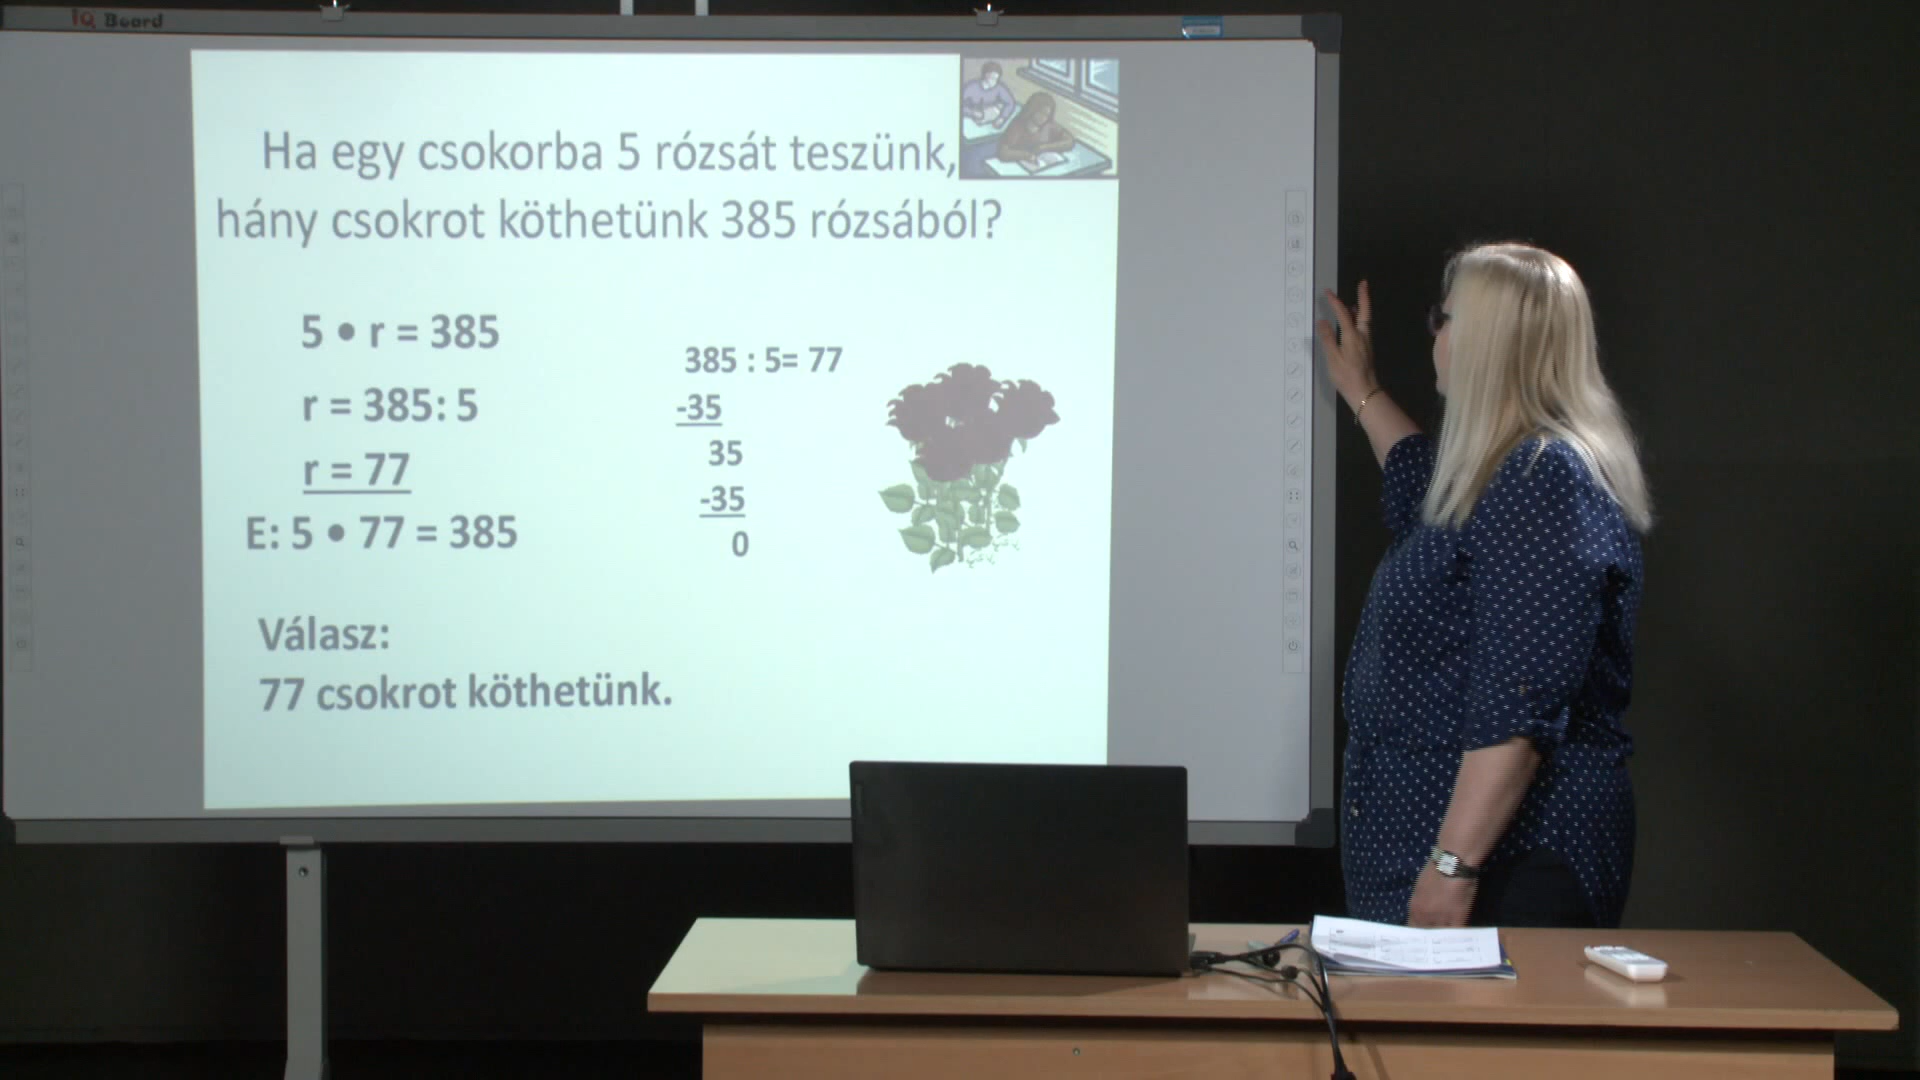 IQ Board
Ha egy csokorba 5 rózsát teszünk,
hány csokrot köthetünk 385 rózsából?
5 • r = 385
r = 385: 5
r = 77
E: 5 • 77 = 385
385 : 5= 77
-35
35
-35
0
Válasz:
77 csokrot köthetünk.